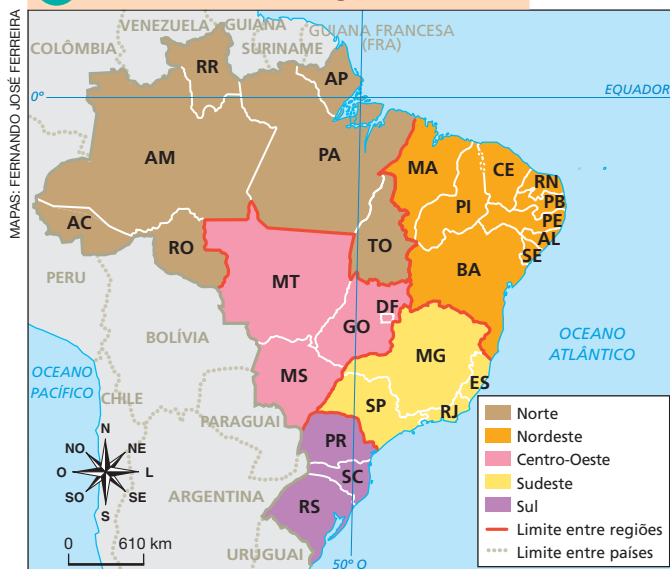 MAPAS: FERNANDO JOSÉ FERREIRA
VENEZUELA
GUIANA
COLÔMBIA
SURINAME
GUIANA FRANCESA
(FRA)
RR
AP
0º
EQUADOR
AM
PA
MA
CE
RN
PB
PE
AL
SE
PI
AC
RO
TO
BA
PERU
MT
DF
GO
BOLÍVIA
MG
ES
OCEANO
ATLÂNTICO
OCEANO
PACÍFICO
MS
SP
RJ
CHILE
PARAGUAI
PR
SC
RS
ARGENTINA
URUGUAI
N
NO NE
O L
SO SE
S
0 610 km
50º O
Norte
Nordeste
Centro-Oeste
Sudeste
Sul
Limite entre regiões
Limite entre países